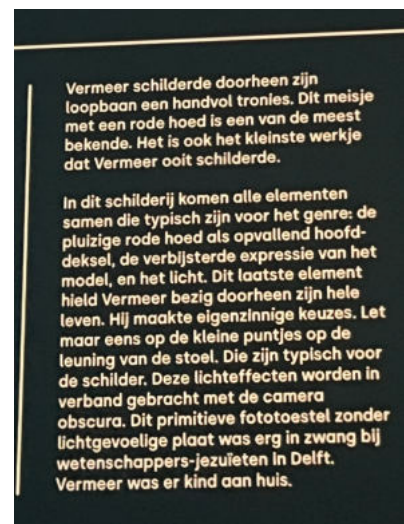 Vermeer schilderde doorheen zijn
loopbaan een handvol tronies. Dit meisje
met een rode hoed is een van de meest
bekende. Het is ook het kleinste werkje
dat Vermeer ooit schilderde.
In dit schilderij komen alle elementen
samen die typisch zijn voor het genre: de
pluizige rode hoed als opvallend hoofd-
deksel, de verbijsterde expressie van het
model, en het licht. Dit laatste element
hield Vermeer bezig doorheen zijn hele
leven. Hij maakte eigenzinnige keuzes. Let
maar eens op de kleine puntjes op de
leuning van de stoel. Die zijn typisch voor
de schilder. Deze lichteffecten worden in
verband gebracht met de camera
obscura. Dit primitieve fototoestel zonder
lichtgevoelige plaat was erg in zwang bij
wetenschappers-jezuïeten in Delft.
Vermeer was er kind aan huis.